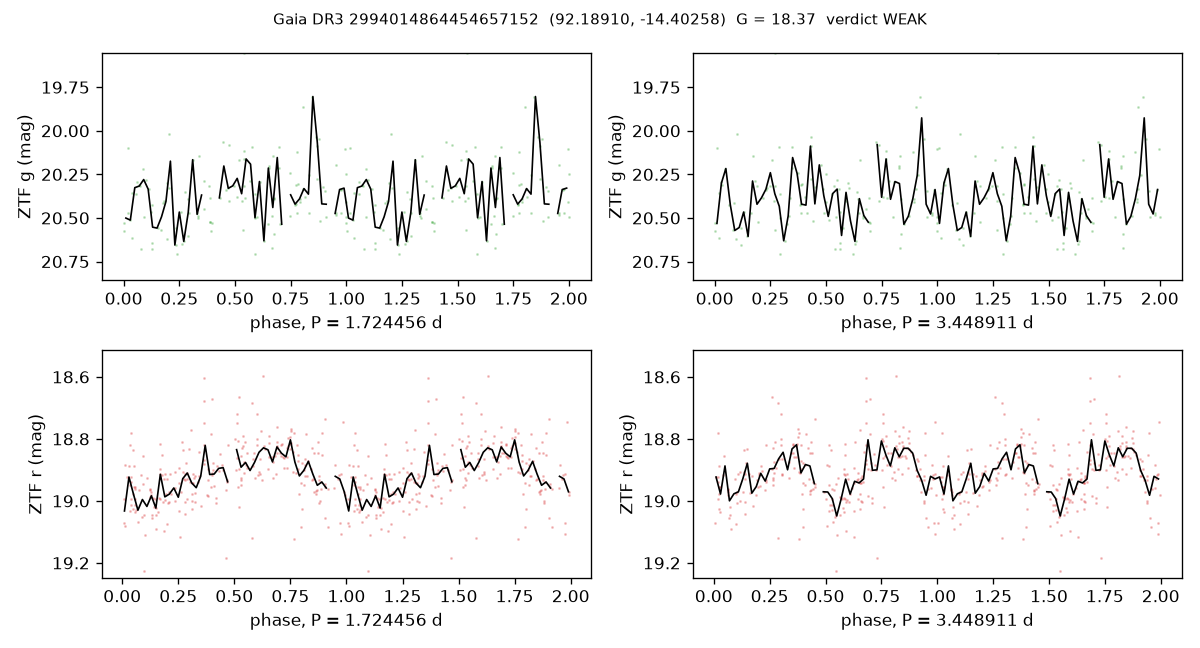 Gaia DR3 2994014864454657152 (92.18910, -14.40258) G = 18.37 verdict WEAK
ZTF g (mag)
19.75
20.00
20.25
20.50
20.75
0.00 0.25 0.50 0.75 1.00 1.25 1.50 1.75 2.00
phase, P = 1.724456 d
ZTF g (mag)
19.75
20.00
20.25
20.50
20.75
0.00 0.25 0.50 0.75 1.00 1.25 1.50 1.75 2.00
phase, P = 3.448911 d
ZTF r (mag)
18.6
18.8
19.0
19.2
0.00 0.25 0.50 0.75 1.00 1.25 1.50 1.75 2.00
phase, P = 1.724456 d
ZTF r (mag)
18.6
18.8
19.0
19.2
0.00 0.25 0.50 0.75 1.00 1.25 1.50 1.75 2.00
phase, P = 3.448911 d